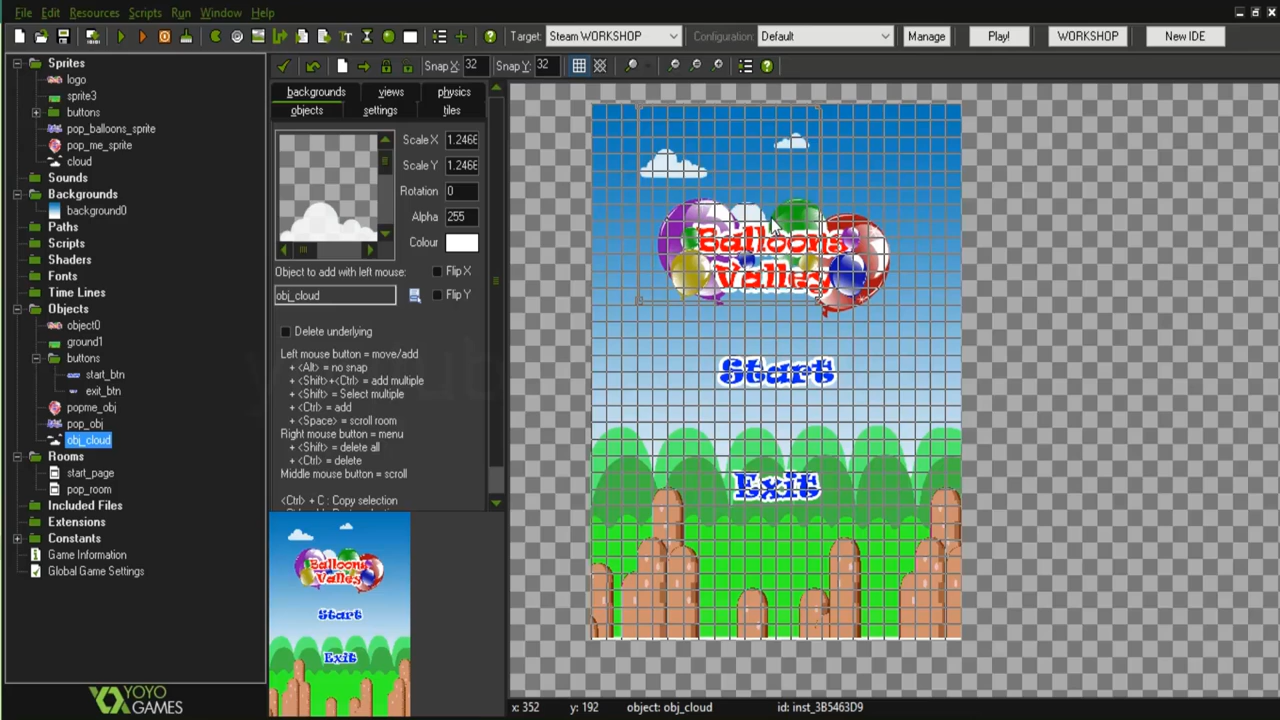 File Edit Resources Scripts Run Window Help
Target: Steam WORKSHOP Configuration: Default Manage Play! WORKSHOP New IDE
Snap X: 32 Snap Y: 32
Sprites
logo
sprite3
buttons
pop_balloons_sprite
pop_me_sprite
cloud
Sounds
Backgrounds
background0
Paths
Scripts
Shaders
Fonts
Time Lines
Objects
object0
ground1
buttons
start_btn
exit_btn
popme_obj
pop_obj
obj_cloud
Rooms
start_page
pop_room
Included Files
Extensions
Constants
Game Information
Global Game Settings
YOYO
GAMES
backgrounds views physics
objects settings tiles
Scale X 1.2466
Scale Y 1.2466
Rotation 0
Alpha 255
Colour
Object to add with left mouse:
obj_cloud
Flip X
Flip Y
Delete underlying
Left mouse button = move/add
+ <Alt> = no snap
+ <Shift>+<Ctrl> = add multiple
+ <Shift> = Select multiple
+ <Ctrl> = add
+ <Space> = scroll room
Right mouse button = menu
+ <Shift> = delete all
+ <Ctrl> = delete
Middle mouse button = scroll
<Ctrl> + C : Copy selection
Balloons
Valley
Start
Exit
Balloons
Valley
Start
Exit
x: 352 y: 192 object: obj_cloud id: inst_3B5463D9